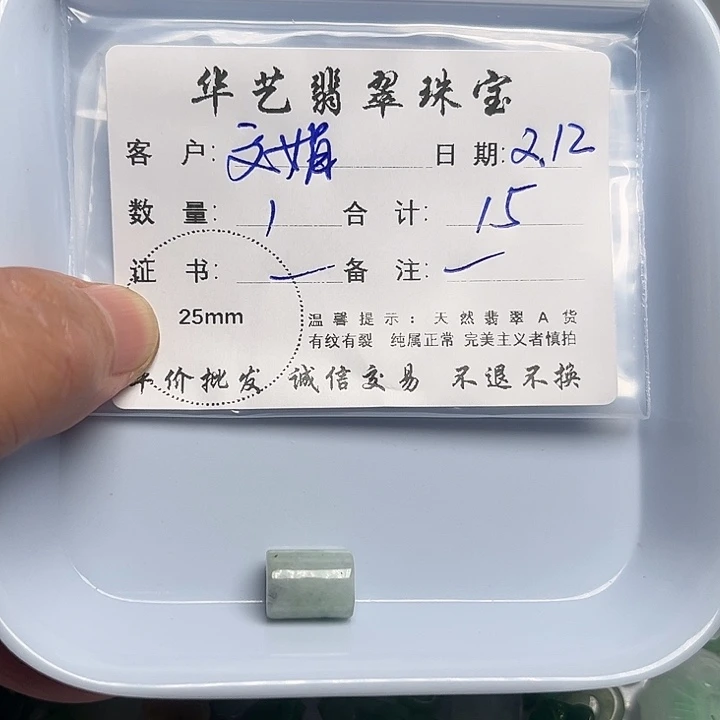 华艺翡翠珠宝
客 户: 文娟 日 期: 2.12
数 量: 1 合 计: 15
证 书: 备 注:
25mm
温馨提示: 天然翡翠A货
有纹有裂 纯属正常 完美主义者慎拍
平价批发 诚信交易 不退不换